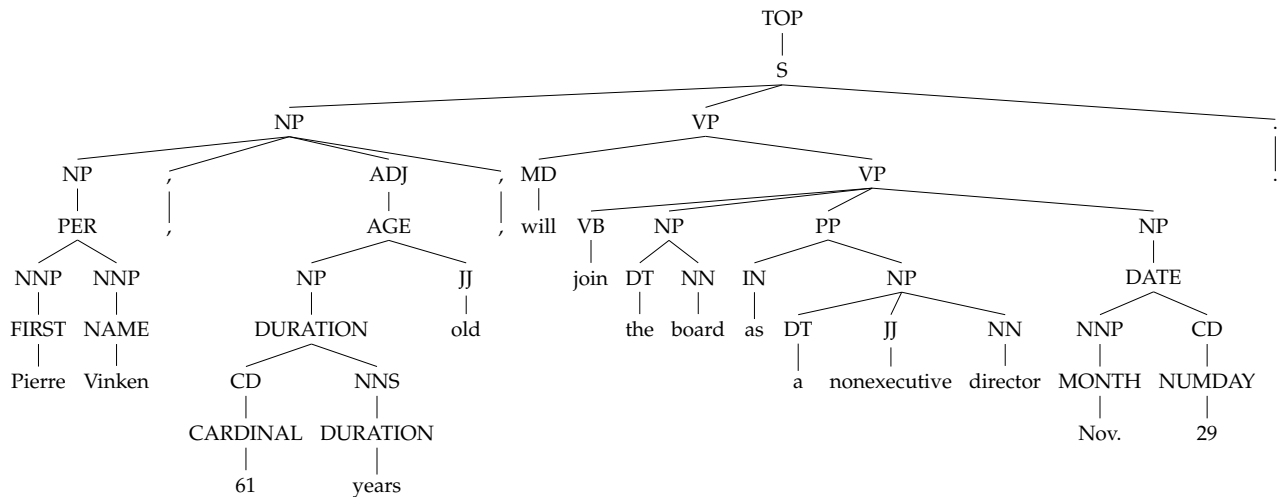 TOP
S
NP VP .
NP , ADJ , MD VP .
PER , AGE , will VB NP PP NP
NNP NNP NP JJ join DT NN IN NP DATE
FIRST NAME DURATION old the board as DT JJ NN NNP CD
Pierre Vinken CD NNS a nonexecutive director MONTH NUMDAY
CARDINAL DURATION Nov. 29
61 years